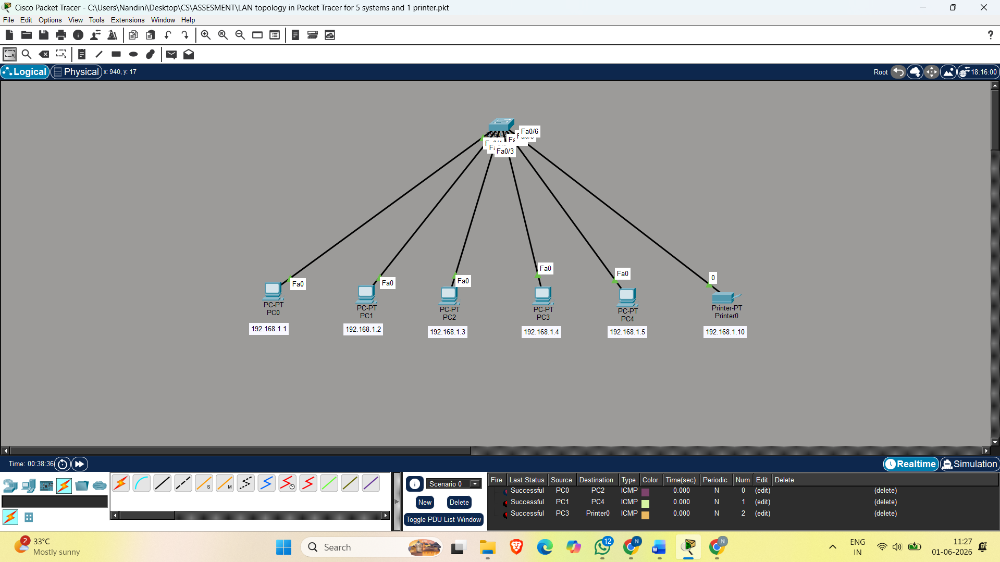 Cisco Packet Tracer - C:\Users\Nandini\Desktop\CS\ASSESMENT\LAN topology in Packet Tracer for 5 systems and 1 printer.pkt
File Edit Options View Tools Extensions Window Help
?
Logical Physical x: 940, y: 17 Root 18:16:00
Fa0/6
Fa0/3
Fa0 Fa0 Fa0 Fa0 Fa0 0
PC-PT PC-PT PC-PT PC-PT PC-PT Printer-PT
PC0 PC1 PC2 PC3 PC4 Printer0
192.168.1.1 192.168.1.2 192.168.1.3 192.168.1.4 192.168.1.5 192.168.1.10
Time: 00:38:36 Realtime Simulation
S M
Scenario 0
New Delete
Toggle PDU List Window
Fire Last Status Source Destination Type Color Time(sec) Periodic Num Edit Delete
Successful PC0 PC2 ICMP 0.000 N 0 (edit) (delete)
Successful PC1 PC4 ICMP 0.000 N 1 (edit) (delete)
Successful PC3 Printer0 ICMP 0.000 N 2 (edit) (delete)
2 33°C
Mostly sunny
Search
12 N N
ENG
IN
11:27
01-06-2026